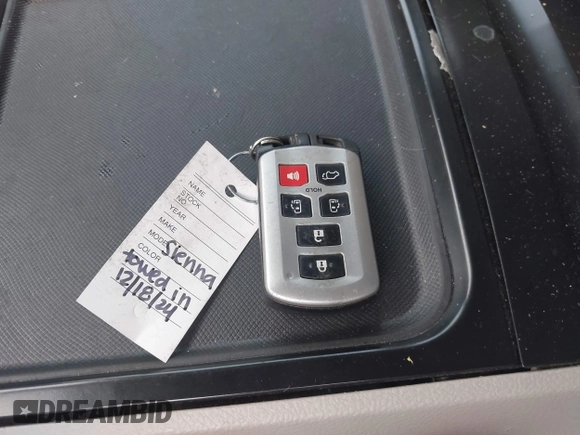 NAME
STOCK NO.
YEAR
MAKE
MODEL Sienna
COLOR
towed in
12/18/24
HOLD
DREAMBID